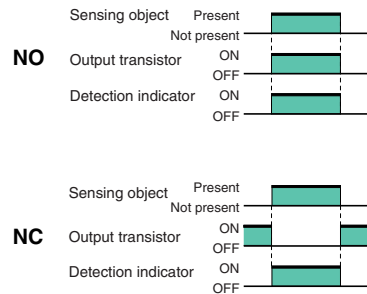 Sensing object Present
Not present
NO Output transistor ON
OFF
Detection indicator ON
OFF
Sensing object Present
Not present
NC Output transistor ON
OFF
Detection indicator ON
OFF